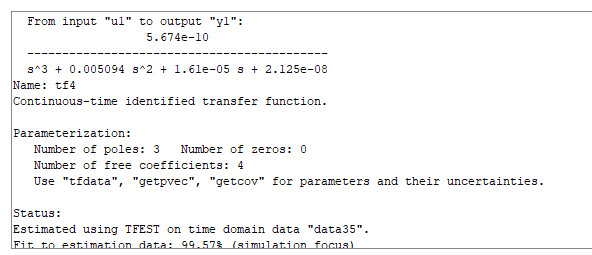 From input "u1" to output "y1":
5.674e-10
-----------------------------------------
s^3 + 0.005094 s^2 + 1.61e-05 s + 2.125e-08
Name: tf4
Continuous-time identified transfer function.
Parameterization:
Number of poles: 3   Number of zeros: 0
Number of free coefficients: 4
Use "tfdata", "getpvec", "getcov" for parameters and their uncertainties.
Status:
Estimated using TFEST on time domain data "data35".
Fit to estimation data: 99.57% (simulation focus)